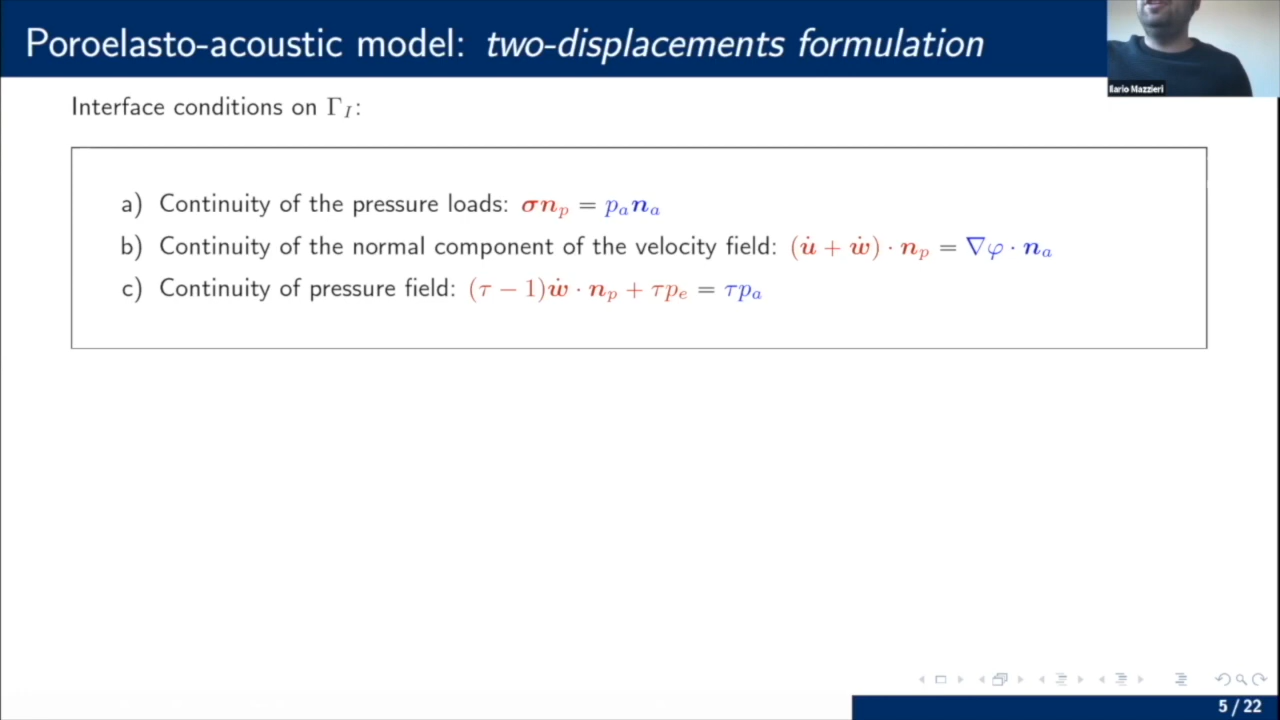 Poroelasto-acoustic model: two-displacements formulation
Ilario Mazzieri
Interface conditions on Γ_I:
a) Continuity of the pressure loads: σn_p = p_a n_a
b) Continuity of the normal component of the velocity field: (u̇ + ẇ) · n_p = ∇φ · n_a
c) Continuity of pressure field: (τ − 1)ẇ · n_p + τp_e = τp_a
5 / 22